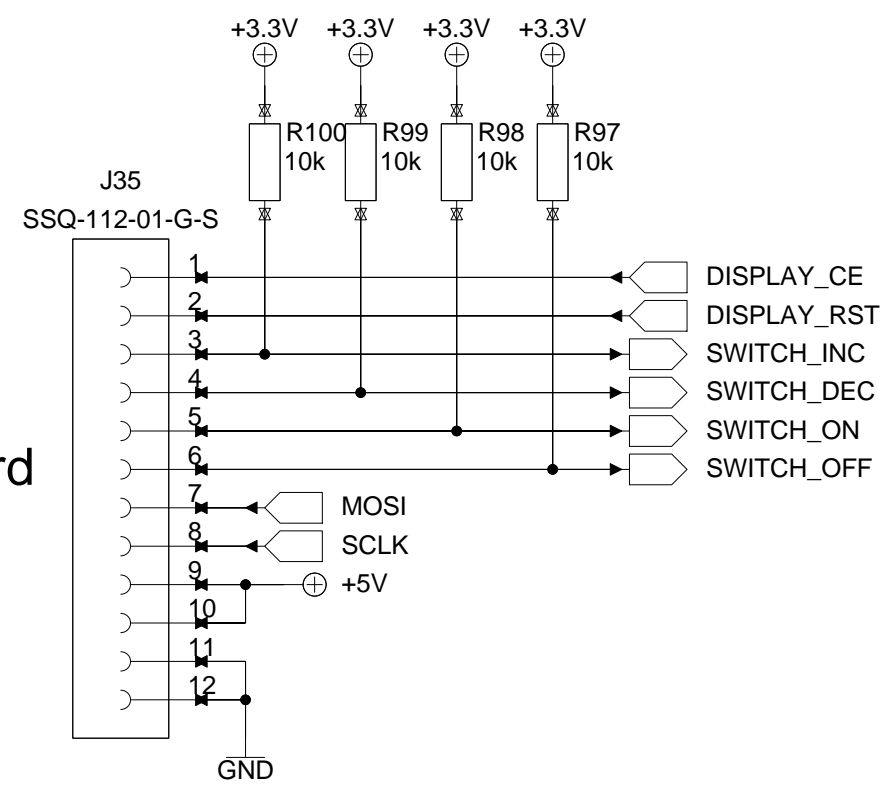 +3.3V +3.3V +3.3V +3.3V
R100 R99 R98 R97
10k 10k 10k 10k
J35
SSQ-112-01-G-S
1 DISPLAY_CE
2 DISPLAY_RST
3 SWITCH_INC
4 SWITCH_DEC
5 SWITCH_ON
6 SWITCH_OFF
rd
7 MOSI
8 SCLK
9 +5V
10
11
12
GND